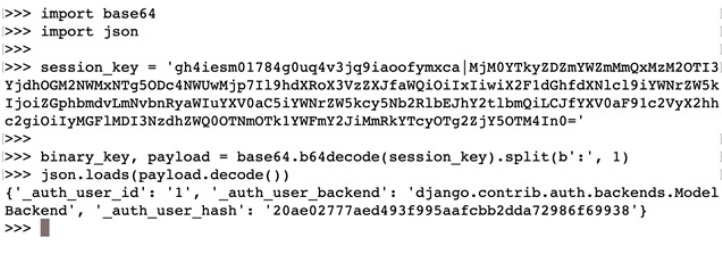 >>> import base64
>>> import json
>>>
>>> session_key = 'gh4iesm01784g0uq4v3jq9iaoofymxca|MjM0YTkyZDZmYWZmMmQxMzM2OTI3
YjdhOGM2NWMxNTg5ODc4NWUwMjp7Il9hdXRoX3VzZXJfaWQiOiIxIiwiX2F1dGhfdXNlcl9iYWNrZW5k
IjoiZGphbmdvLmNvbnRyaWIuYXV0aC5iYWNrZW5kcy5Nb2RlbEJhY2tlbmQiLCJfYXV0aF91c2VyX2hh
c2giOiIyMGFlMDI3NzdhZWQ0OTNmOTk1YWFmY2JiMmRkYTcyOTg2ZjY5OTM4In0='
>>>
>>> binary_key, payload = base64.b64decode(session_key).split(b':', 1)
>>> json.loads(payload.decode())
{'_auth_user_id': '1', '_auth_user_backend': 'django.contrib.auth.backends.Model
Backend', '_auth_user_hash': '20ae02777aed493f995aafcbb2dda72986f69938'}
>>>